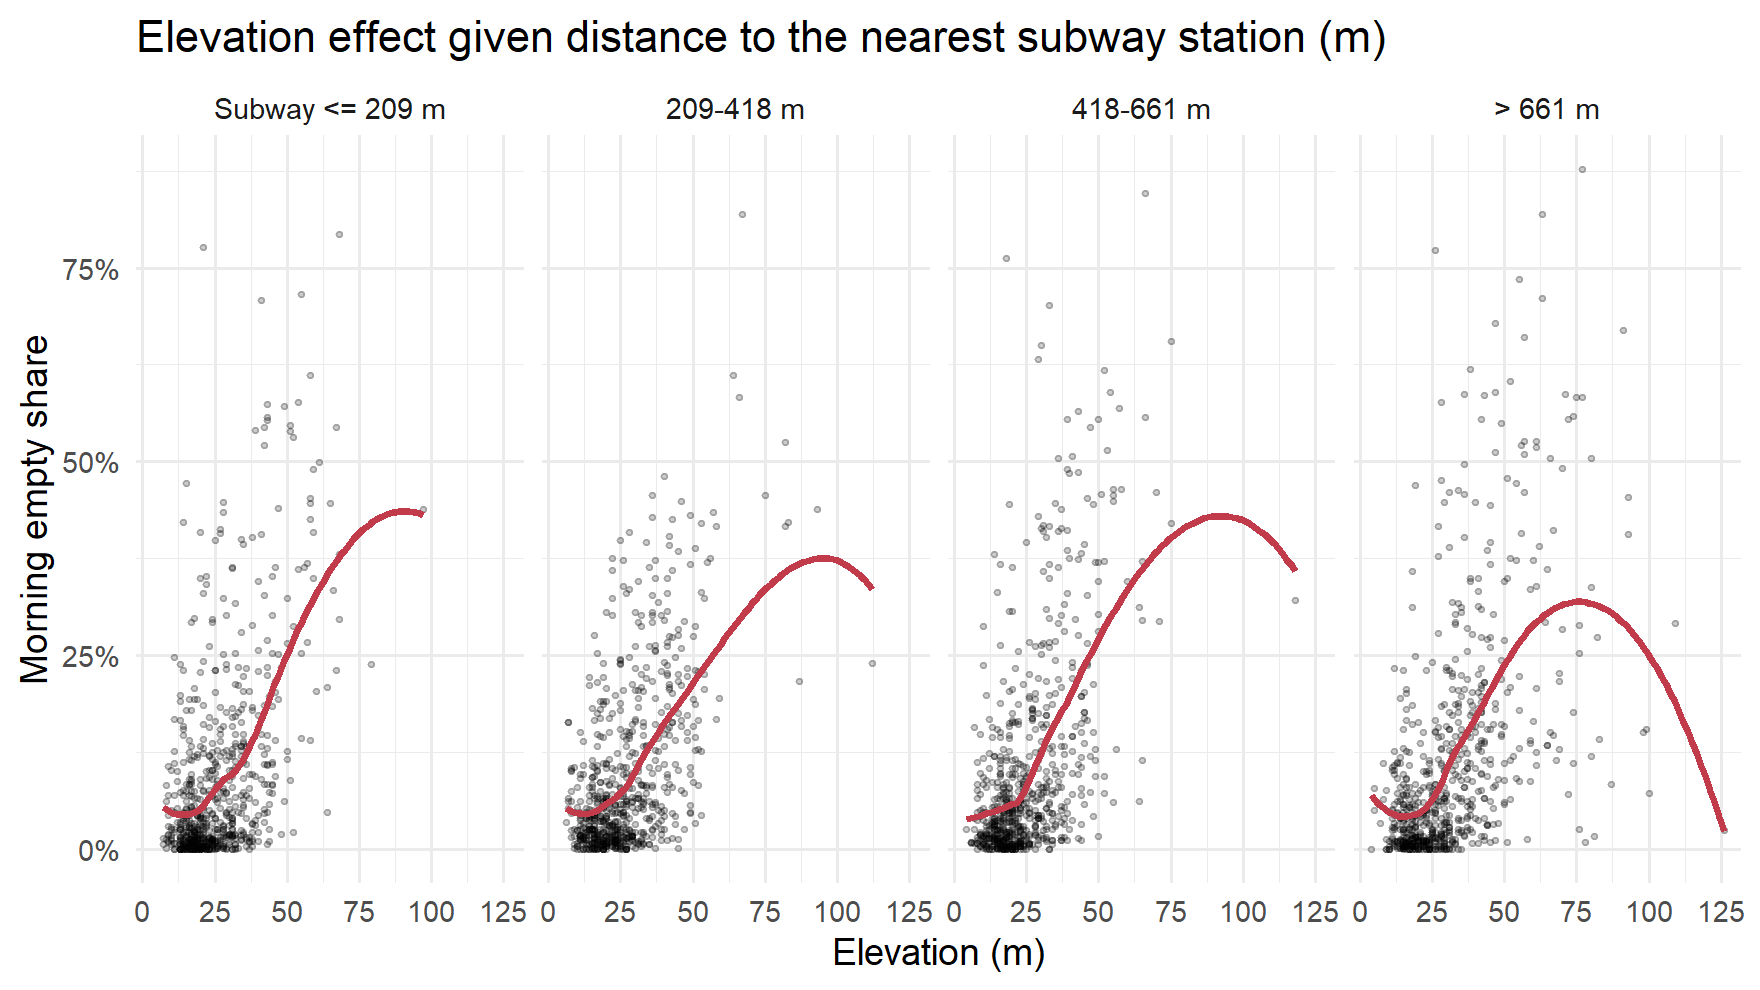 Elevation effect given distance to the nearest subway station (m)
Subway <= 209 m 209-418 m 418-661 m > 661 m
Morning empty share
75%
50%
25%
0%
0 25 50 75 100 125 0 25 50 75 100 125 0 25 50 75 100 125 0 25 50 75 100 125
Elevation (m)